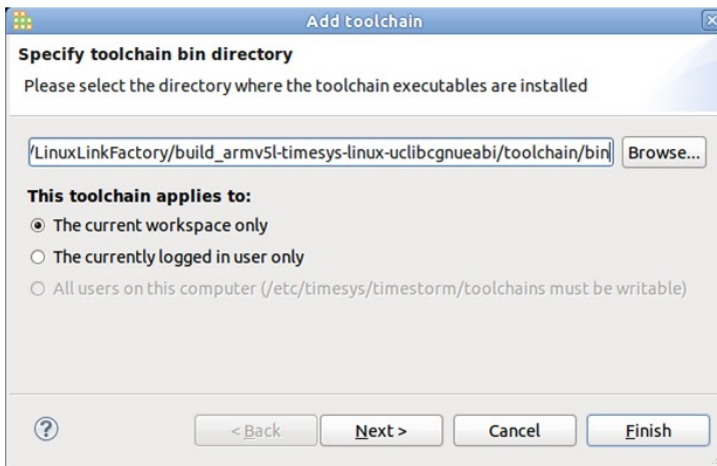 Add toolchain
Specify toolchain bin directory
Please select the directory where the toolchain executables are installed
/LinuxLinkFactory/build_armv5l-timesys-linux-uclibcgnueabi/toolchain/bin Browse...
This toolchain applies to:
The current workspace only
The currently logged in user only
All users on this computer (/etc/timesys/timestorm/toolchains must be writable)
? < Back Next > Cancel Finish